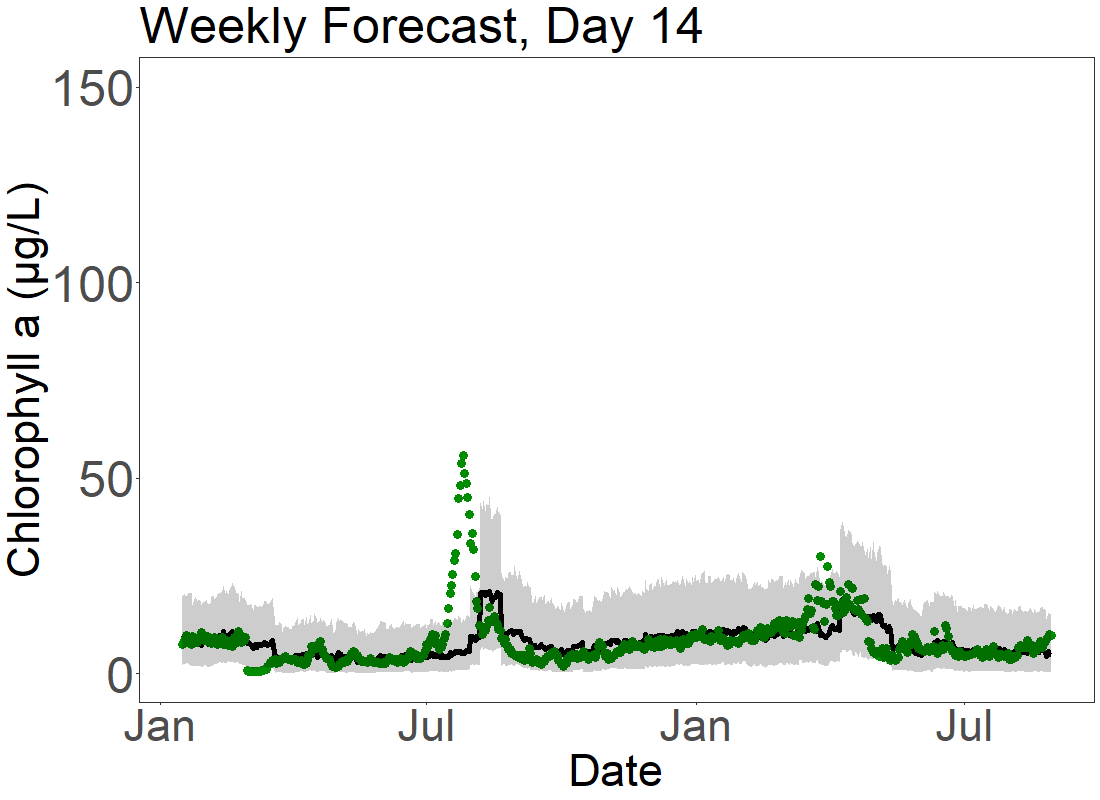 Weekly Forecast, Day 14
150
100
50
0
Chlorophyll a (μg/L)
Jan
Jul
Jan
Jul
Date